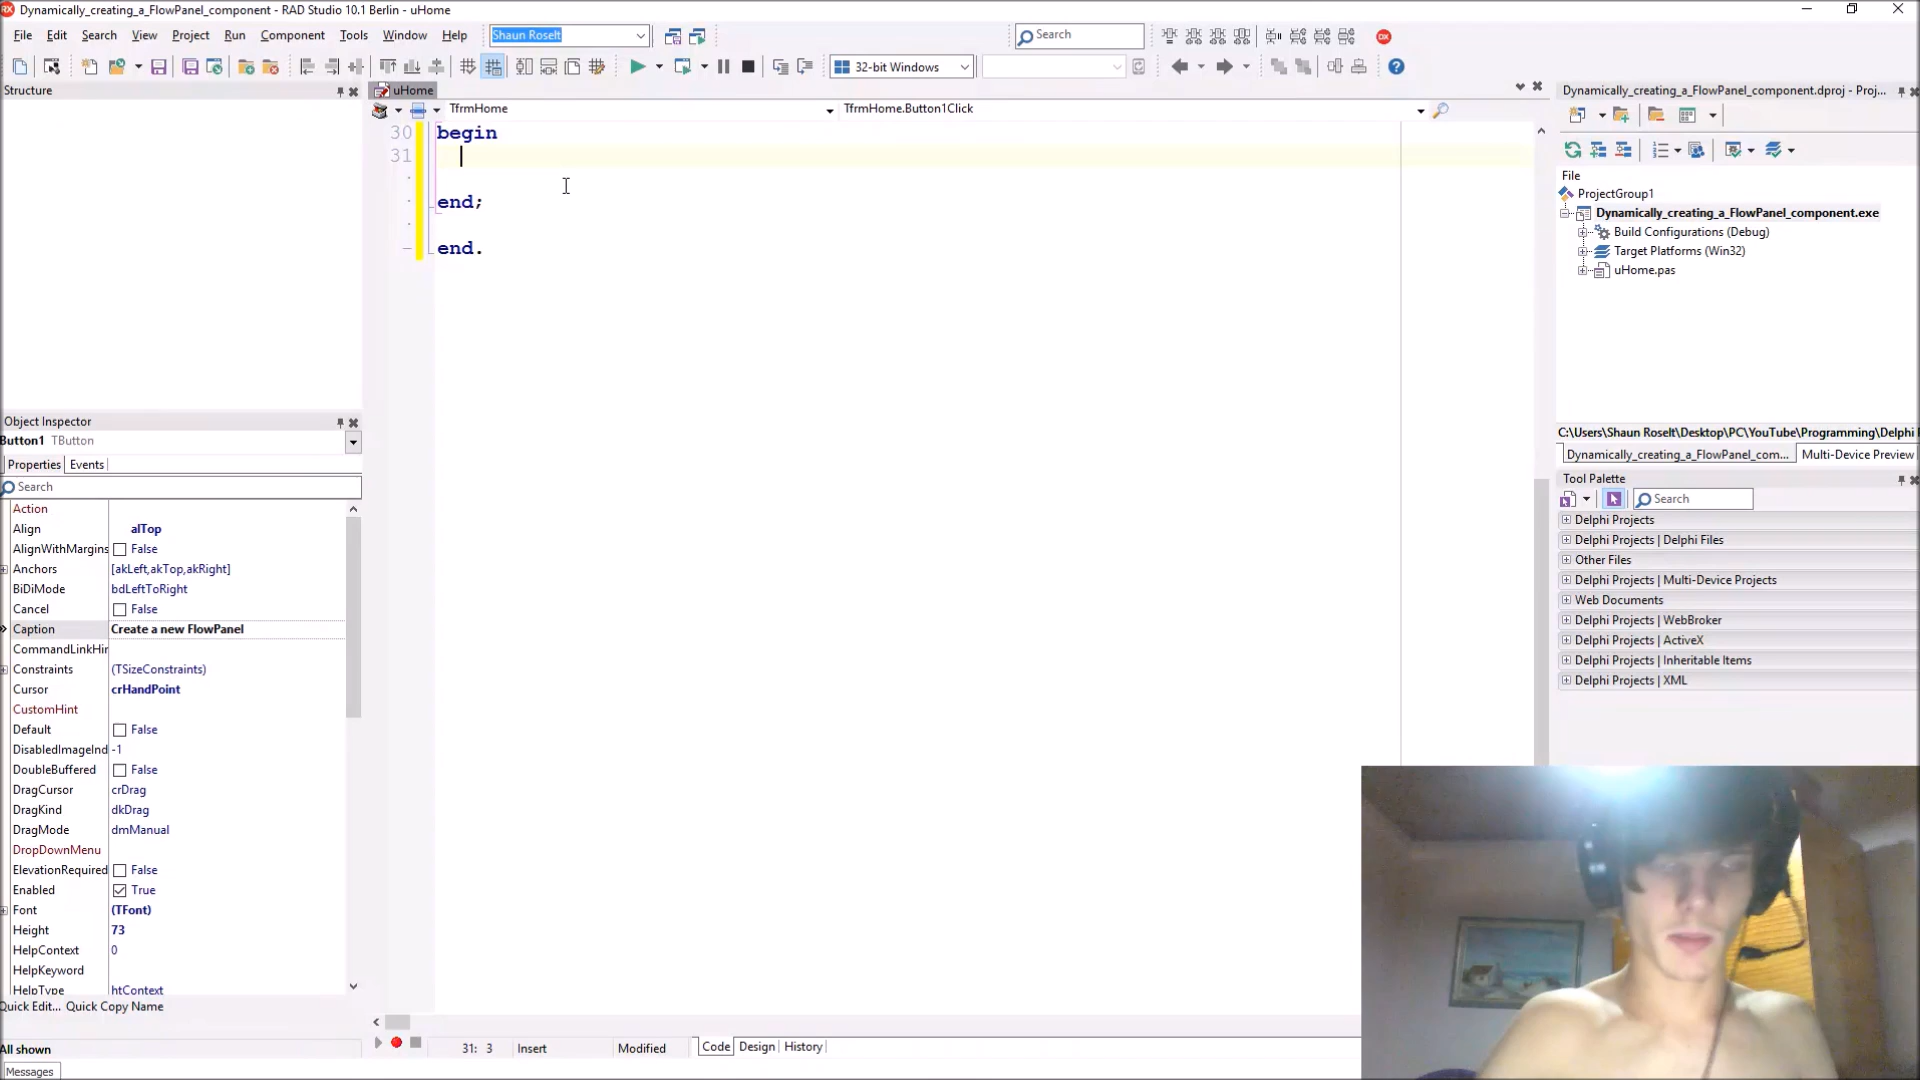 Dynamically_creating_a_FlowPanel_component - RAD Studio 10.1 Berlin - uHome
File Edit Search View Project Run Component Tools Window Help Shaun Roselt Search
32-bit Windows
Structure
uHome
TfrmHome TfrmHome.Button1Click
30 begin
31
end;
end.
Object Inspector
Button1 TButton
Properties Events
Search
Action
Align alTop
AlignWithMargins False
Anchors [akLeft,akTop,akRight]
BiDiMode bdLeftToRight
Cancel False
Caption Create a new FlowPanel
CommandLinkHir
Constraints (TSizeConstraints)
Cursor crHandPoint
CustomHint
Default False
DisabledImageInd -1
DoubleBuffered False
DragCursor crDrag
DragKind dkDrag
DragMode dmManual
DropDownMenu
ElevationRequired False
Enabled True
Font (TFont)
Height 73
HelpContext 0
HelpKeyword
HelpType htContext
Quick Edit... Quick Copy Name
All shown
Messages
31: 3 Insert Modified Code Design History
Dynamically_creating_a_FlowPanel_component.dproj - Proj...
File
ProjectGroup1
Dynamically_creating_a_FlowPanel_component.exe
Build Configurations (Debug)
Target Platforms (Win32)
uHome.pas
C:\Users\Shaun Roselt\Desktop\PC\YouTube\Programming\Delphi
Dynamically_creating_a_FlowPanel_com... Multi-Device Preview
Tool Palette
Search
Delphi Projects
Delphi Projects | Delphi Files
Other Files
Delphi Projects | Multi-Device Projects
Web Documents
Delphi Projects | WebBroker
Delphi Projects | ActiveX
Delphi Projects | Inheritable Items
Delphi Projects | XML